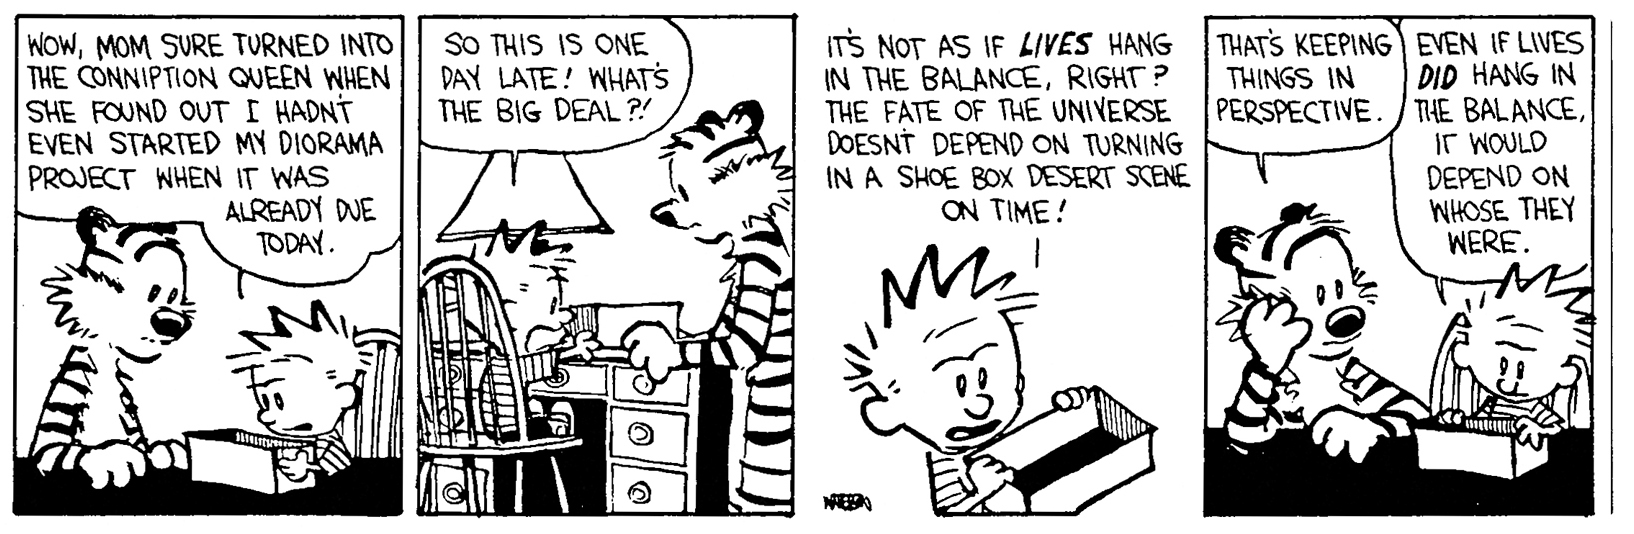 WOW, MOM SURE TURNED INTO
THE CONNIPTION QUEEN WHEN
SHE FOUND OUT I HADN'T
EVEN STARTED MY DIORAMA
PROJECT WHEN IT WAS
ALREADY DUE
TODAY.
SO THIS IS ONE
DAY LATE! WHAT'S
THE BIG DEAL?!
IT'S NOT AS IF LIVES HANG
IN THE BALANCE, RIGHT?
THE FATE OF THE UNIVERSE
DOESN'T DEPEND ON TURNING
IN A SHOE BOX DESERT SCENE
ON TIME!
WATTERSON
THAT'S KEEPING
THINGS IN
PERSPECTIVE.
EVEN IF LIVES
DID HANG IN
THE BALANCE,
IT WOULD
DEPEND ON
WHOSE THEY
WERE.